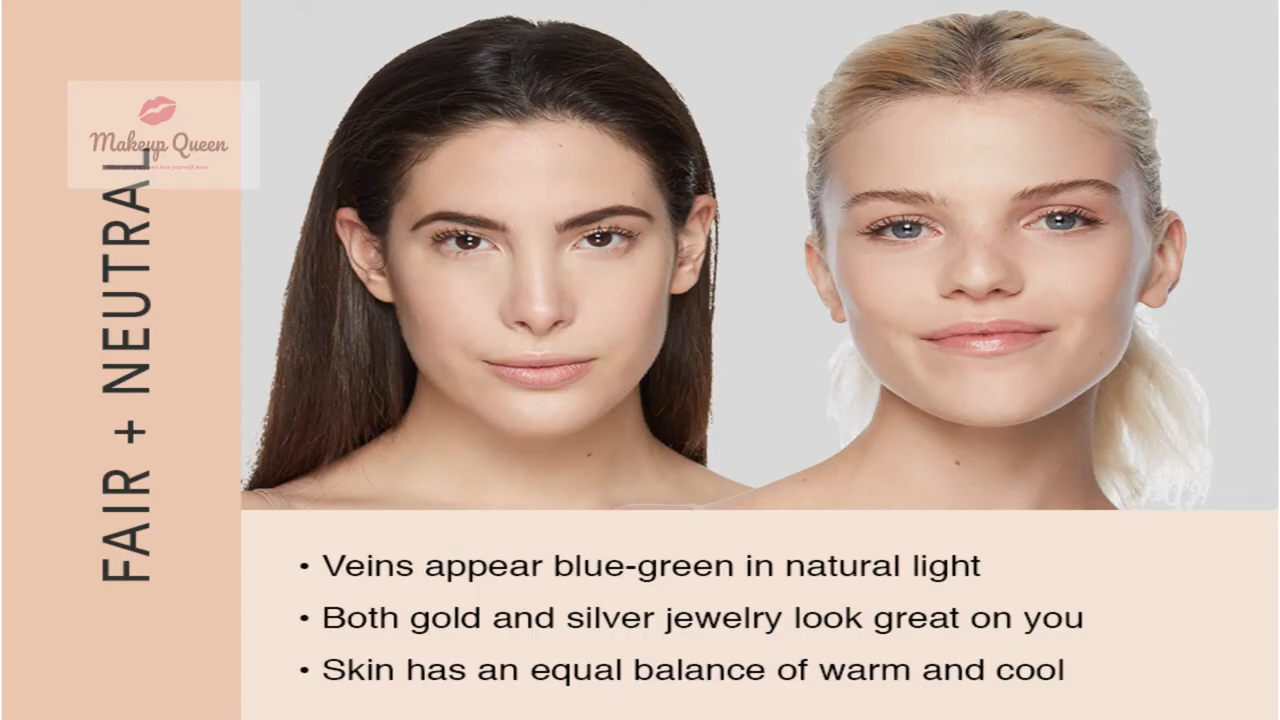 Makeup Queen
FAIR + NEUTRAL
• Veins appear blue-green in natural light
• Both gold and silver jewelry look great on you
• Skin has an equal balance of warm and cool